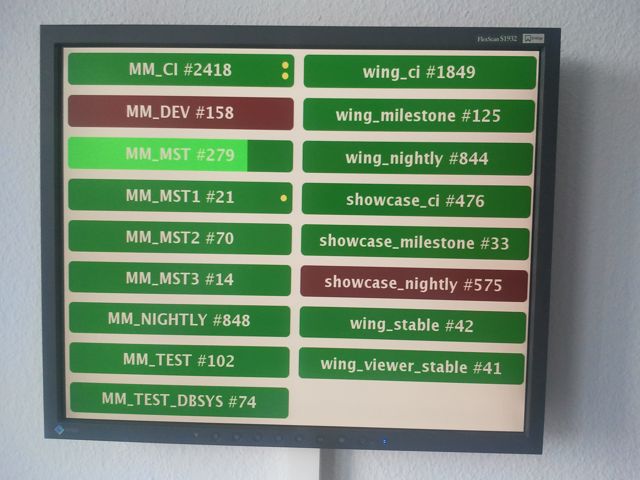 FlexScan S1932
MM_CI #2418
MM_DEV #158
MM_MST #279
MM_MST1 #21
MM_MST2 #70
MM_MST3 #14
MM_NIGHTLY #848
MM_TEST #102
MM_TEST_DBSYS #74
wing_ci #1849
wing_milestone #125
wing_nightly #844
showcase_ci #476
showcase_milestone #33
showcase_nightly #575
wing_stable #42
wing_viewer_stable #41